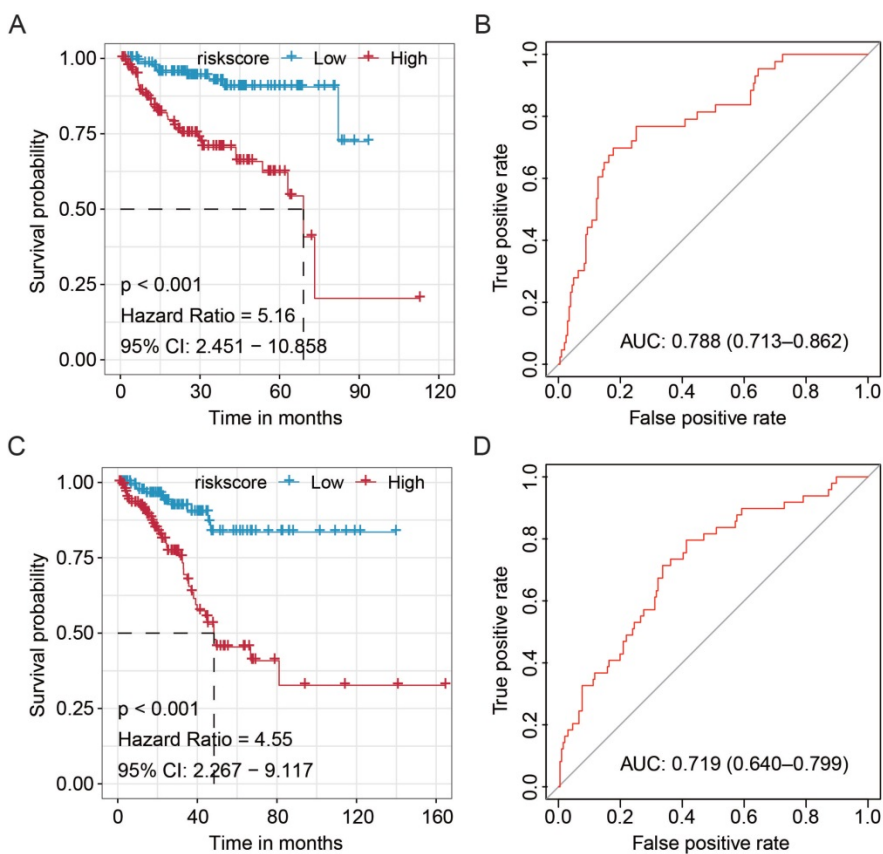 A
riskscore Low High
Survival probability
1.00
0.75
0.50
0.25
0.00
p < 0.001
Hazard Ratio = 5.16
95% CI: 2.451 − 10.858
0 30 60 90 120
Time in months
B
True positive rate
1.0
0.8
0.6
0.4
0.2
0.0
AUC: 0.788 (0.713–0.862)
0.0 0.2 0.4 0.6 0.8 1.0
False positive rate
C
riskscore Low High
Survival probability
1.00
0.75
0.50
0.25
0.00
p < 0.001
Hazard Ratio = 4.55
95% CI: 2.267 − 9.117
0 40 80 120 160
Time in months
D
True positive rate
1.0
0.8
0.6
0.4
0.2
0.0
AUC: 0.719 (0.640–0.799)
0.0 0.2 0.4 0.6 0.8 1.0
False positive rate